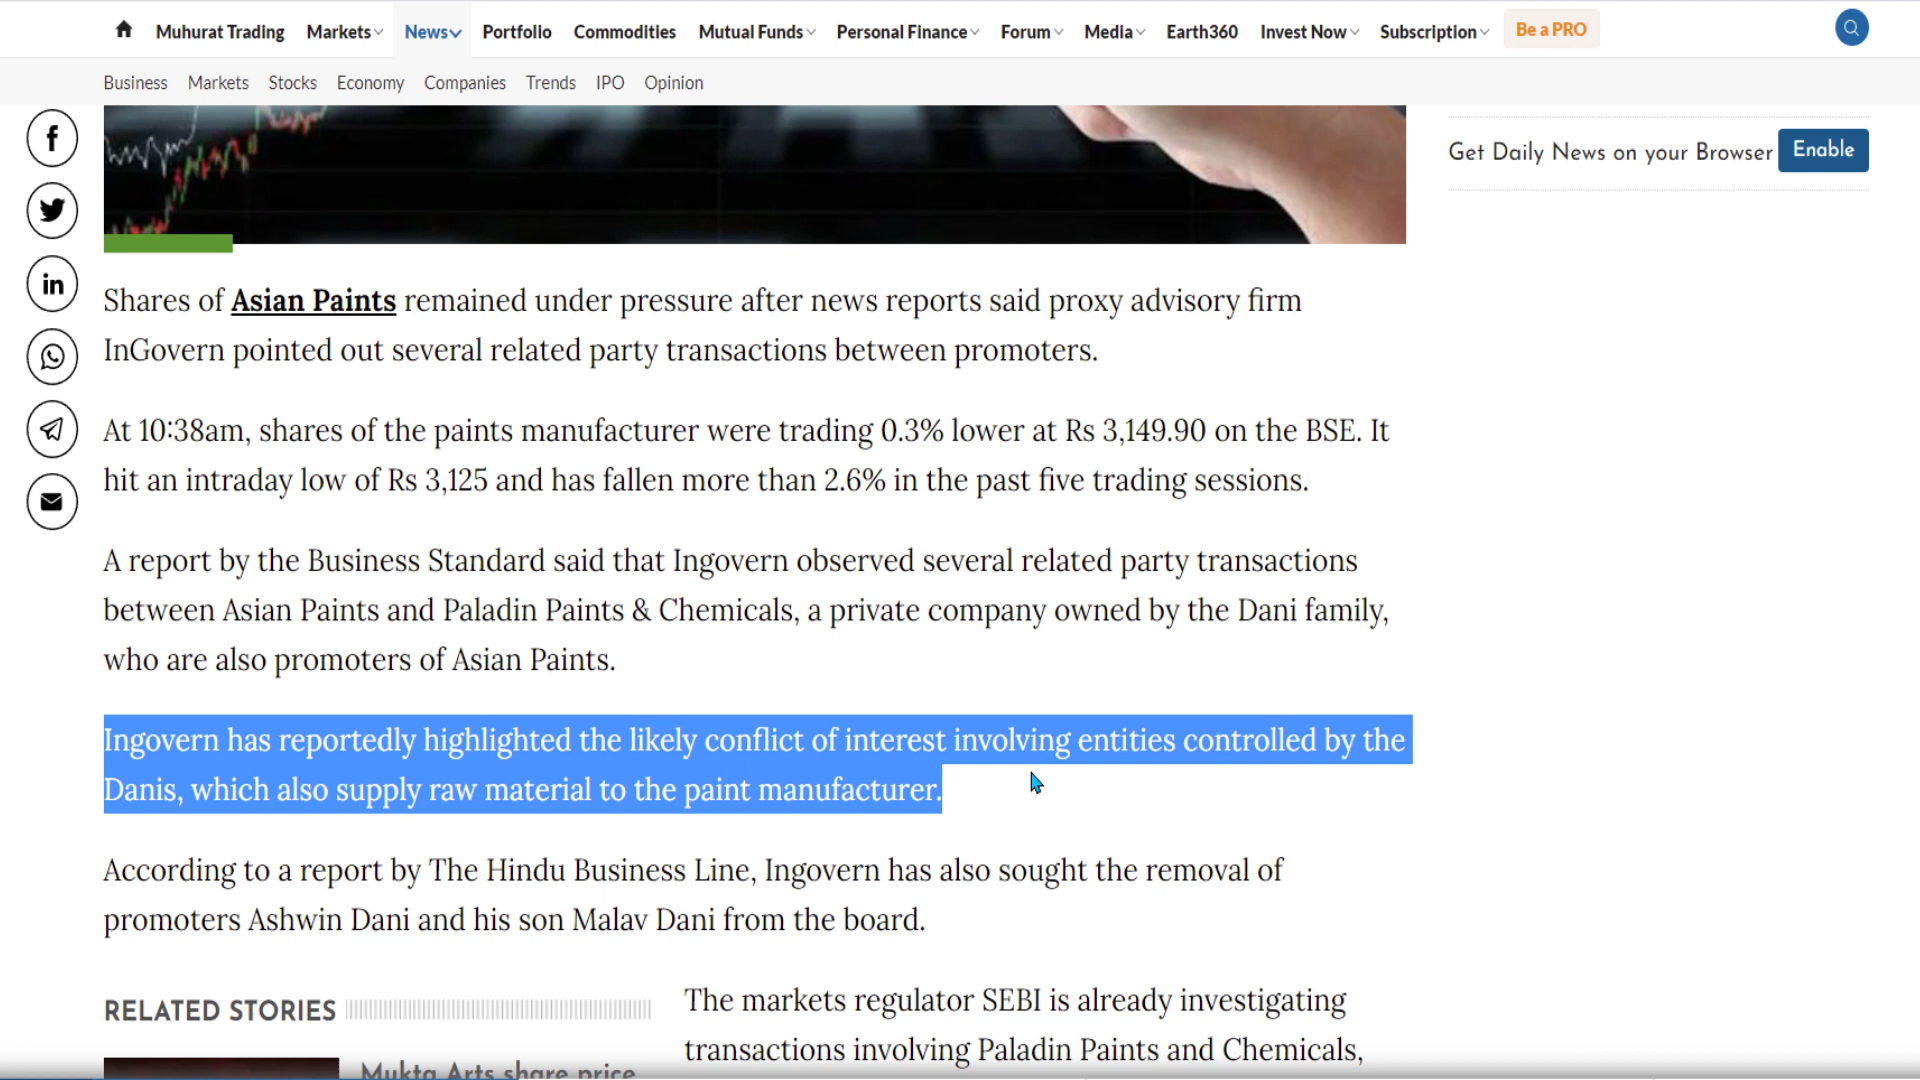 Muhurat Trading Markets News Portfolio Commodities Mutual Funds Personal Finance Forum Media Earth360 Invest Now Subscription Be a PRO
Business Markets Stocks Economy Companies Trends IPO Opinion
Get Daily News on your Browser Enable
Shares of Asian Paints remained under pressure after news reports said proxy advisory firm
InGovern pointed out several related party transactions between promoters.
At 10:38am, shares of the paints manufacturer were trading 0.3% lower at Rs 3,149.90 on the BSE. It
hit an intraday low of Rs 3,125 and has fallen more than 2.6% in the past five trading sessions.
A report by the Business Standard said that Ingovern observed several related party transactions
between Asian Paints and Paladin Paints & Chemicals, a private company owned by the Dani family,
who are also promoters of Asian Paints.
Ingovern has reportedly highlighted the likely conflict of interest involving entities controlled by the
Danis, which also supply raw material to the paint manufacturer.
According to a report by The Hindu Business Line, Ingovern has also sought the removal of
promoters Ashwin Dani and his son Malav Dani from the board.
RELATED STORIES
Mukta Arts share price
The markets regulator SEBI is already investigating
transactions involving Paladin Paints and Chemicals,